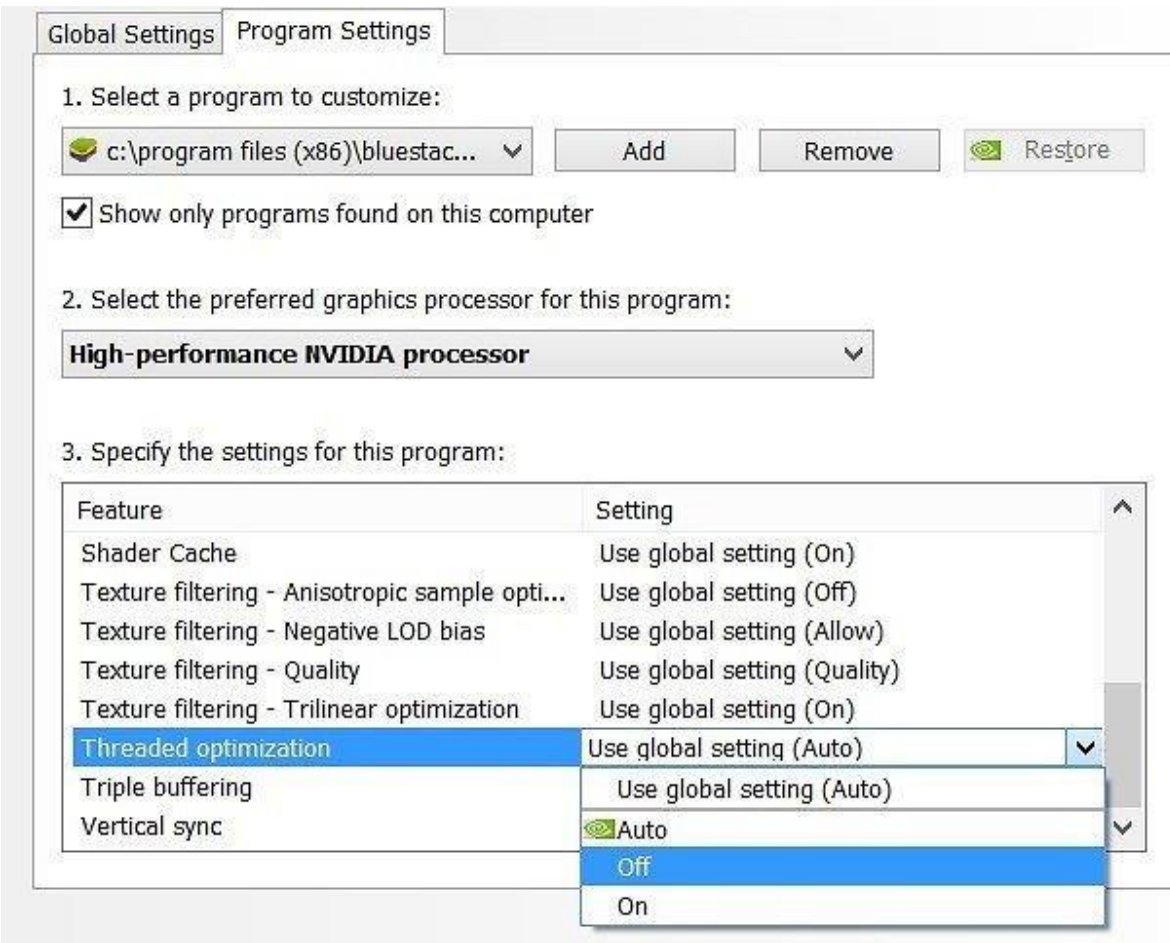 Global Settings
Program Settings
1. Select a program to customize:
c:\program files (x86)\bluestac...
Add
Remove
Restore
Show only programs found on this computer
2. Select the preferred graphics processor for this program:
High-performance NVIDIA processor
3. Specify the settings for this program:
Feature Setting
Shader Cache Use global setting (On)
Texture filtering - Anisotropic sample opti... Use global setting (Off)
Texture filtering - Negative LOD bias Use global setting (Allow)
Texture filtering - Quality Use global setting (Quality)
Texture filtering - Trilinear optimization Use global setting (On)
Threaded optimization Use global setting (Auto)
Triple buffering Use global setting (Auto)
Vertical sync Auto
Off
On